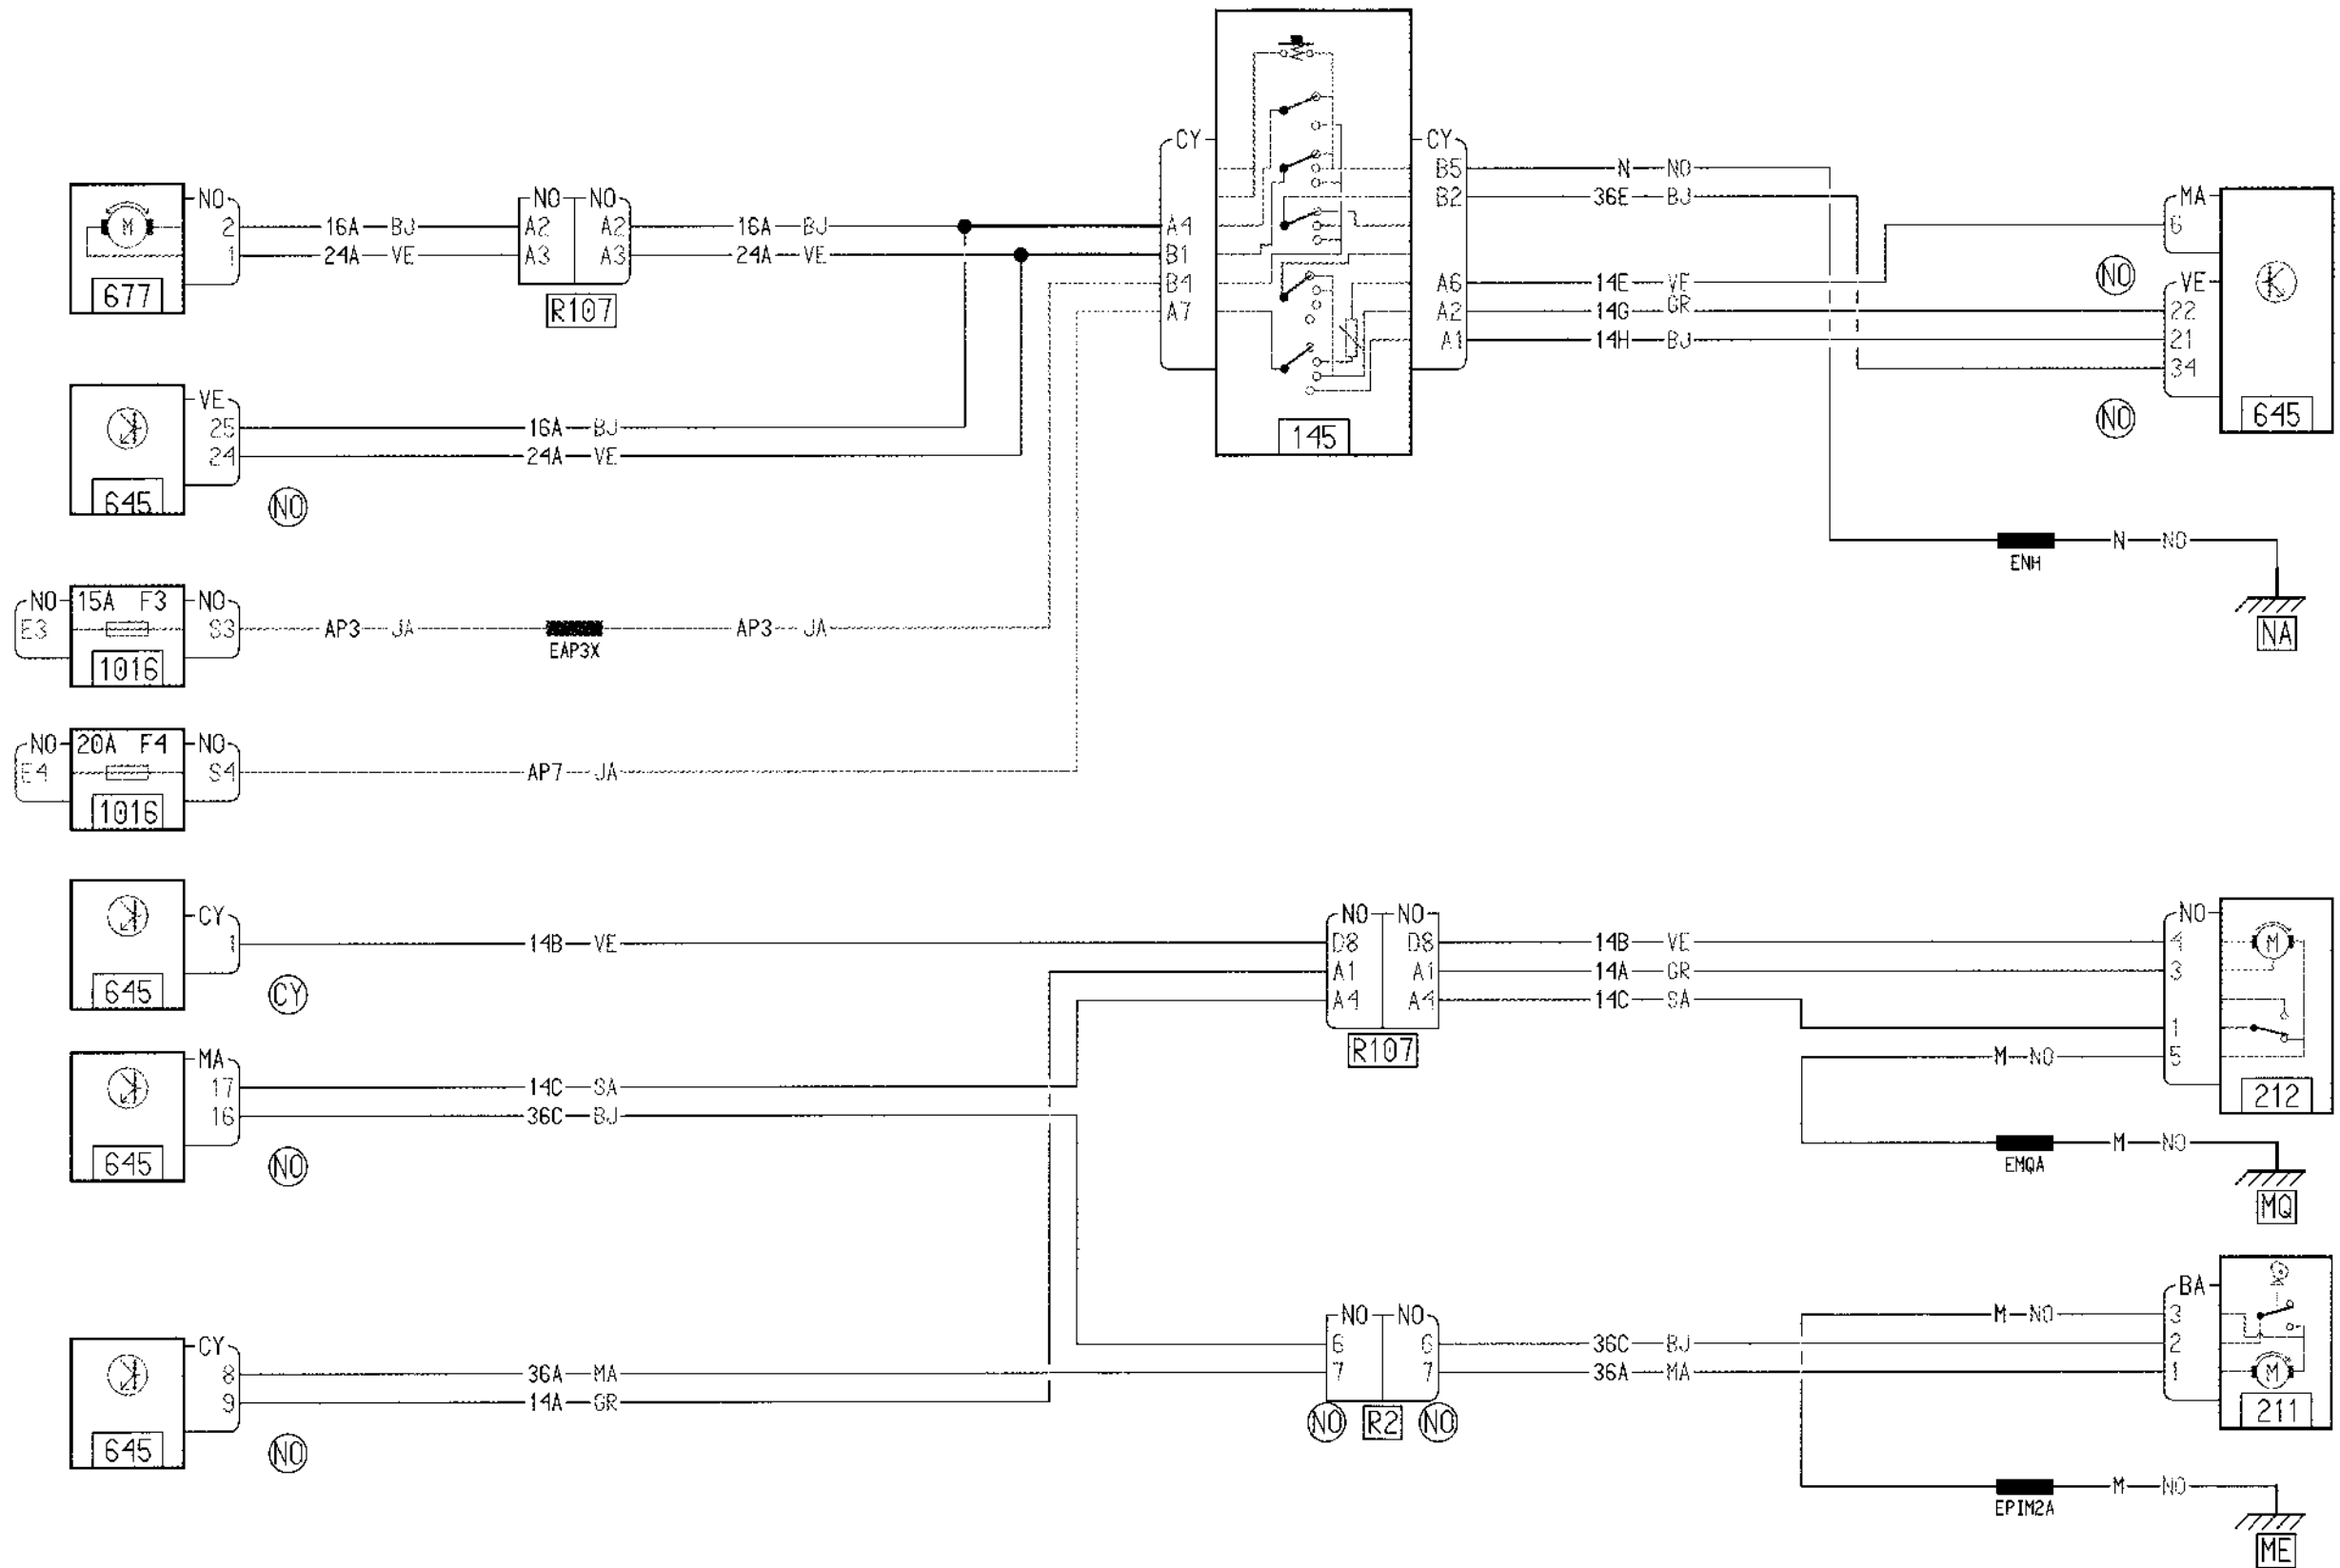 CY CY
B5 N NO
B2 36E BJ MA
6
NO NO NO
2 16A BJ A2 A2 16A BJ A4
1 24A VE A3 A3 24A VE B1
B4 A6 14E VE NO VE
677 R107 A7 A2 14G GR 22
A1 14H BJ 21
34
VE
25 16A BJ
24 24A VE
145 NO 645
645 NO
ENH N NO
NA
NO 15A F3 NO
E3 S3 AP3 JA AP3 JA
EAP3X
1016
NO 20A F4 NO
E4 S4 AP7 JA
1016
CY NO NO NO
1 14B VE D8 D8 14B VE 4
A1 A1 14A GR 3
A4 A4 14C SA
1
M NO 5
645 CY R107 212
MA
17 14C SA
16 36C BJ
EMQA M NO
645 NO
MQ
BA
NO NO M NO 3
CY 6 6 36C BJ 2
8 36A MA 7 7 36A MA 1
9 14A GR
NO R2 NO 211
645 NO
EPIM2A M NO
ME